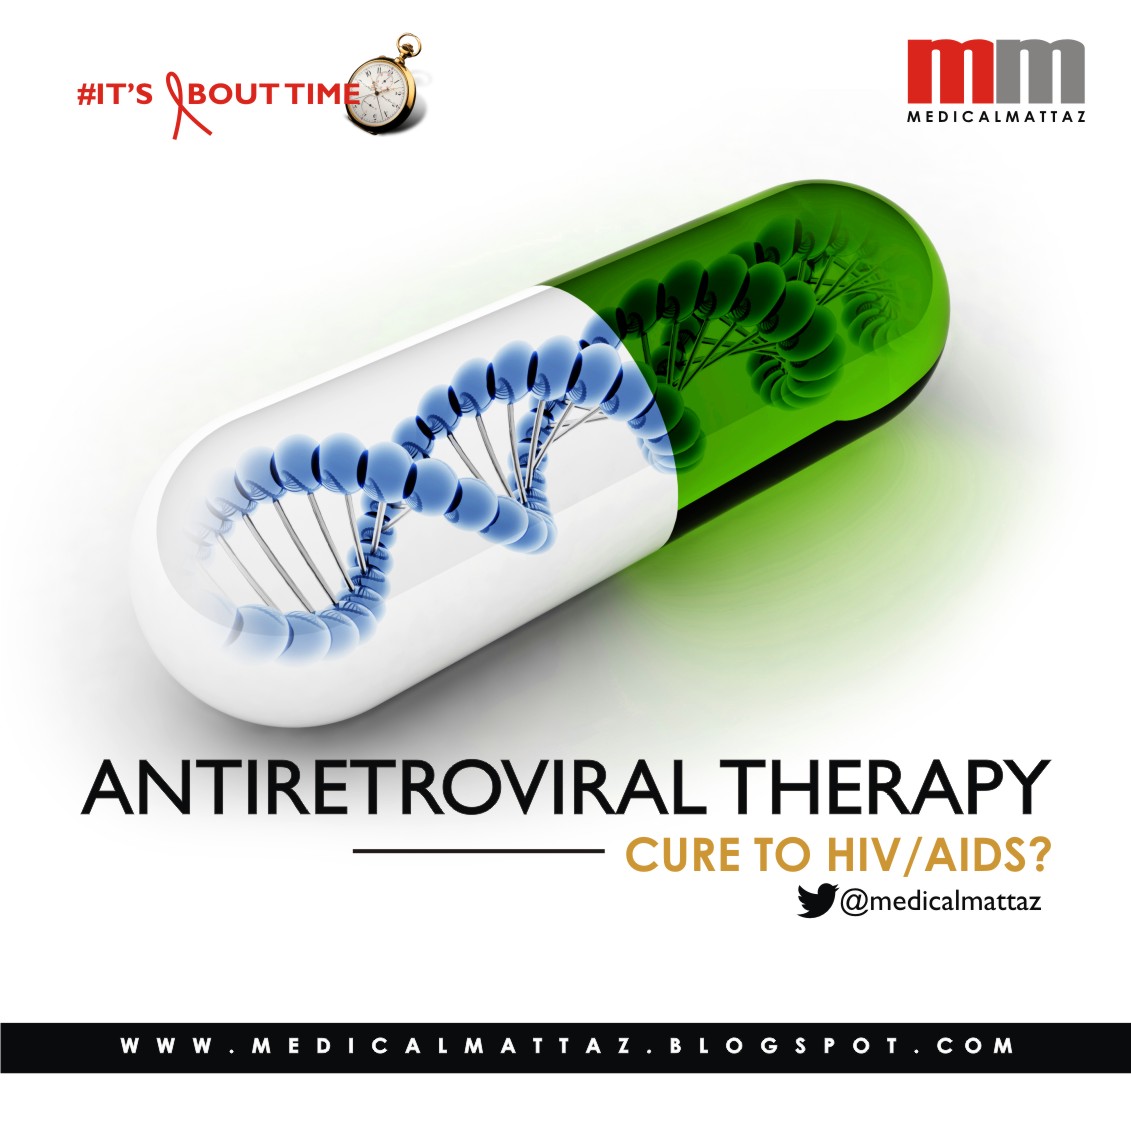 #IT'S ABOUT TIME
mm
MEDICALMATTAZ
ANTIRETROVIRAL THERAPY
CURE TO HIV/AIDS?
@medicalmattaz
WWW.MEDICALMATTAZ.BLOGSPOT.COM